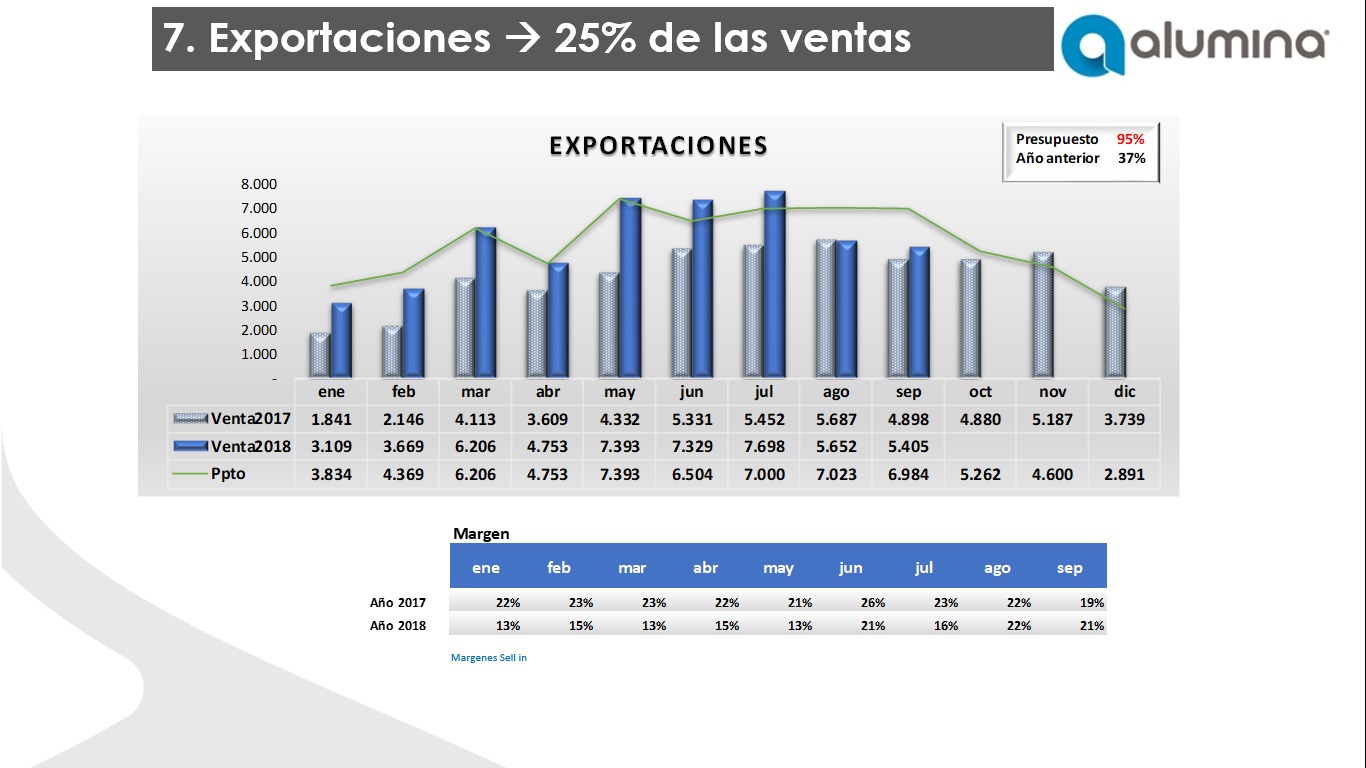 7. Exportaciones → 25% de las ventas
alumina®
EXPORTACIONES
Presupuesto 95%
Año anterior 37%
8.000
7.000
6.000
5.000
4.000
3.000
2.000
1.000
-
ene feb mar abr may jun jul ago sep oct nov dic
Venta2017 1.841 2.146 4.113 3.609 4.332 5.331 5.452 5.687 4.898 4.880 5.187 3.739
Venta2018 3.109 3.669 6.206 4.753 7.393 7.329 7.698 5.652 5.405
Ppto 3.834 4.369 6.206 4.753 7.393 6.504 7.000 7.023 6.984 5.262 4.600 2.891
Margen
ene feb mar abr may jun jul ago sep
Año 2017 22% 23% 23% 22% 21% 26% 23% 22% 19%
Año 2018 13% 15% 13% 15% 13% 21% 16% 22% 21%
Margenes Sell in